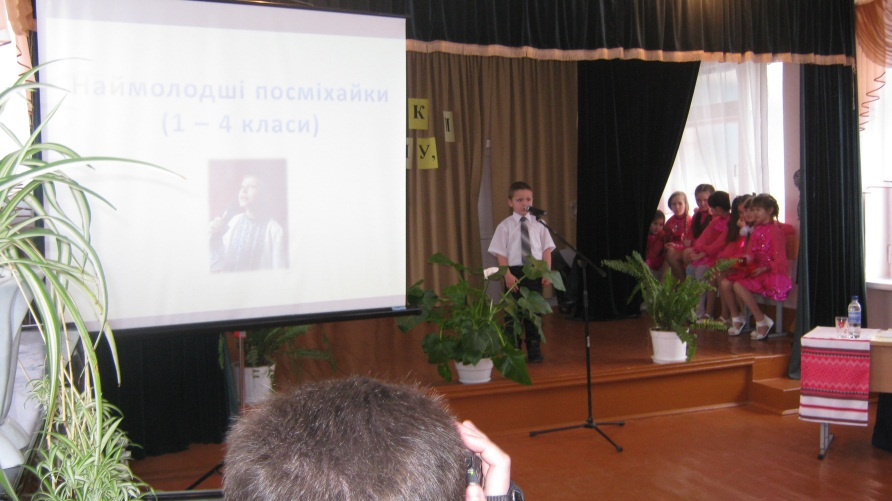 Наймолодші посміхайки
(1 – 4 класи)
К И
У,